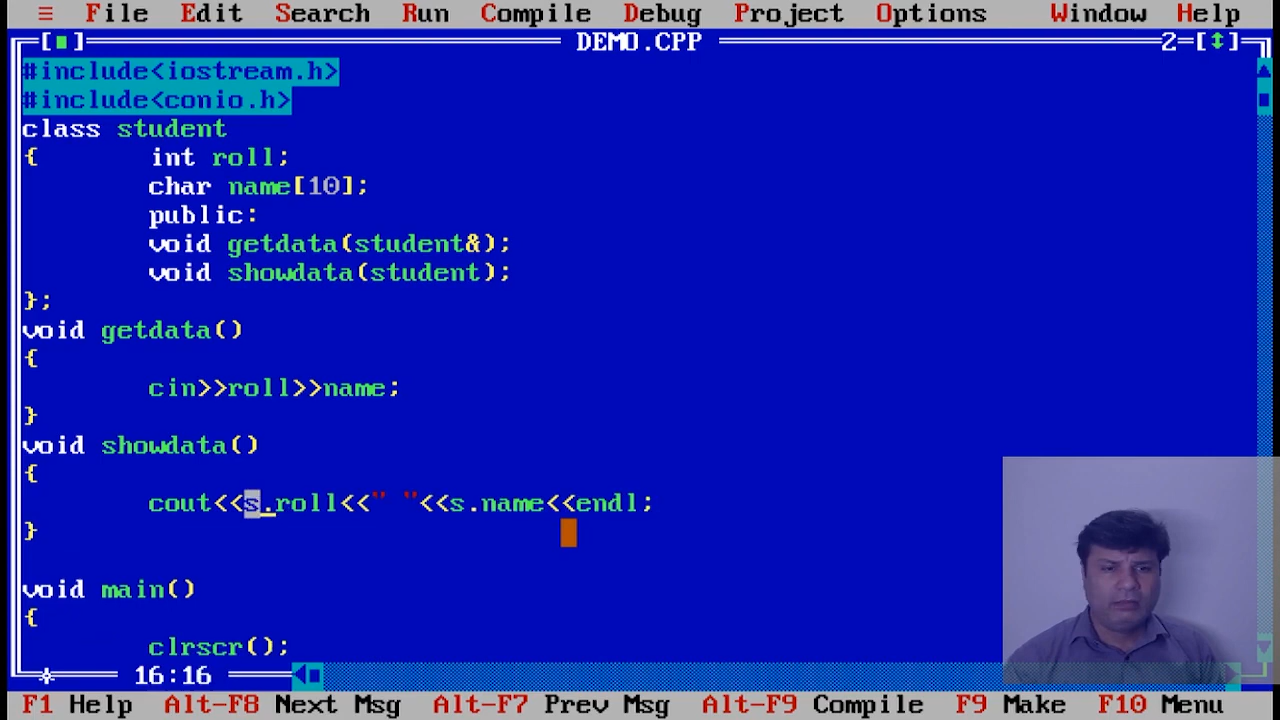 ≡ File Edit Search Run Compile Debug Project Options Window Help
[■] DEMO.CPP 2=[↕]
#include<iostream.h>
#include<conio.h>
class student
{ int roll;
char name[10];
public:
void getdata(student&);
void showdata(student);
};
void getdata()
{
cin>>roll>>name;
}
void showdata()
{
cout<<s.roll<<" "<<s.name<<endl;
}
void main()
{
clrscr();
16:16
F1 Help Alt-F8 Next Msg Alt-F7 Prev Msg Alt-F9 Compile F9 Make F10 Menu